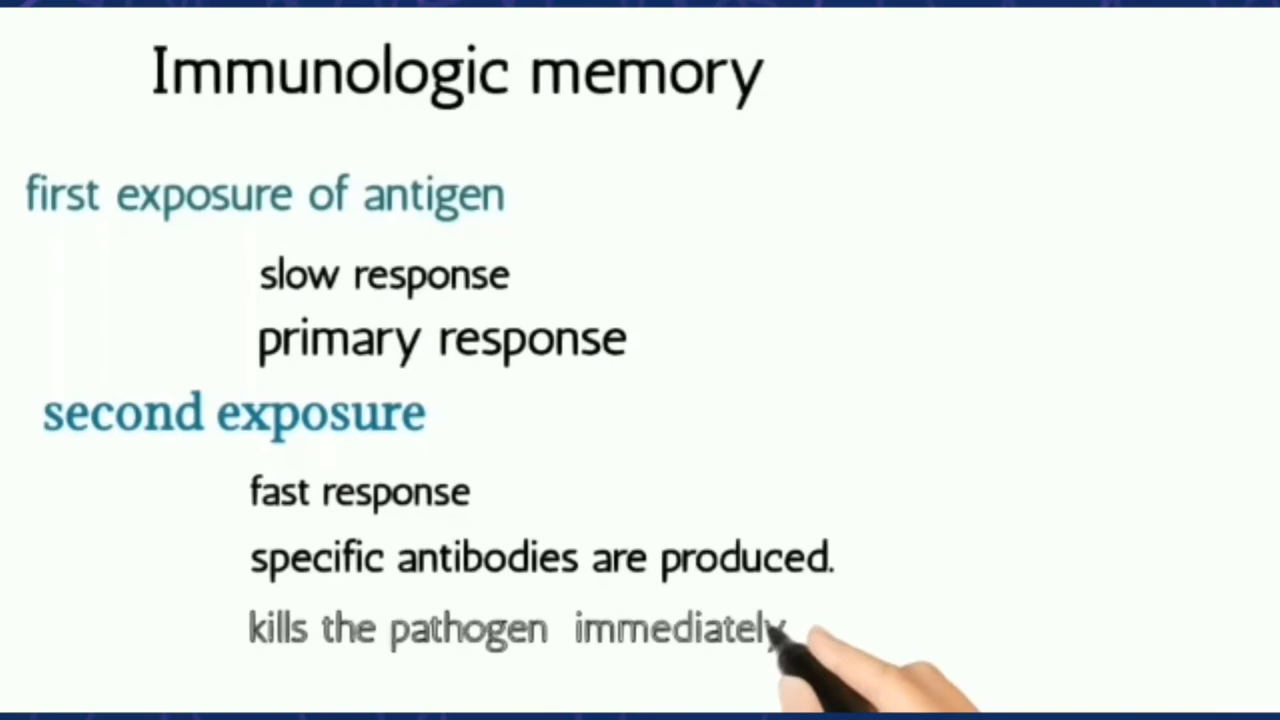 Immunologic memory
first exposure of antigen
slow response
primary response
second exposure
fast response
specific antibodies are produced.
kills the pathogen immediately